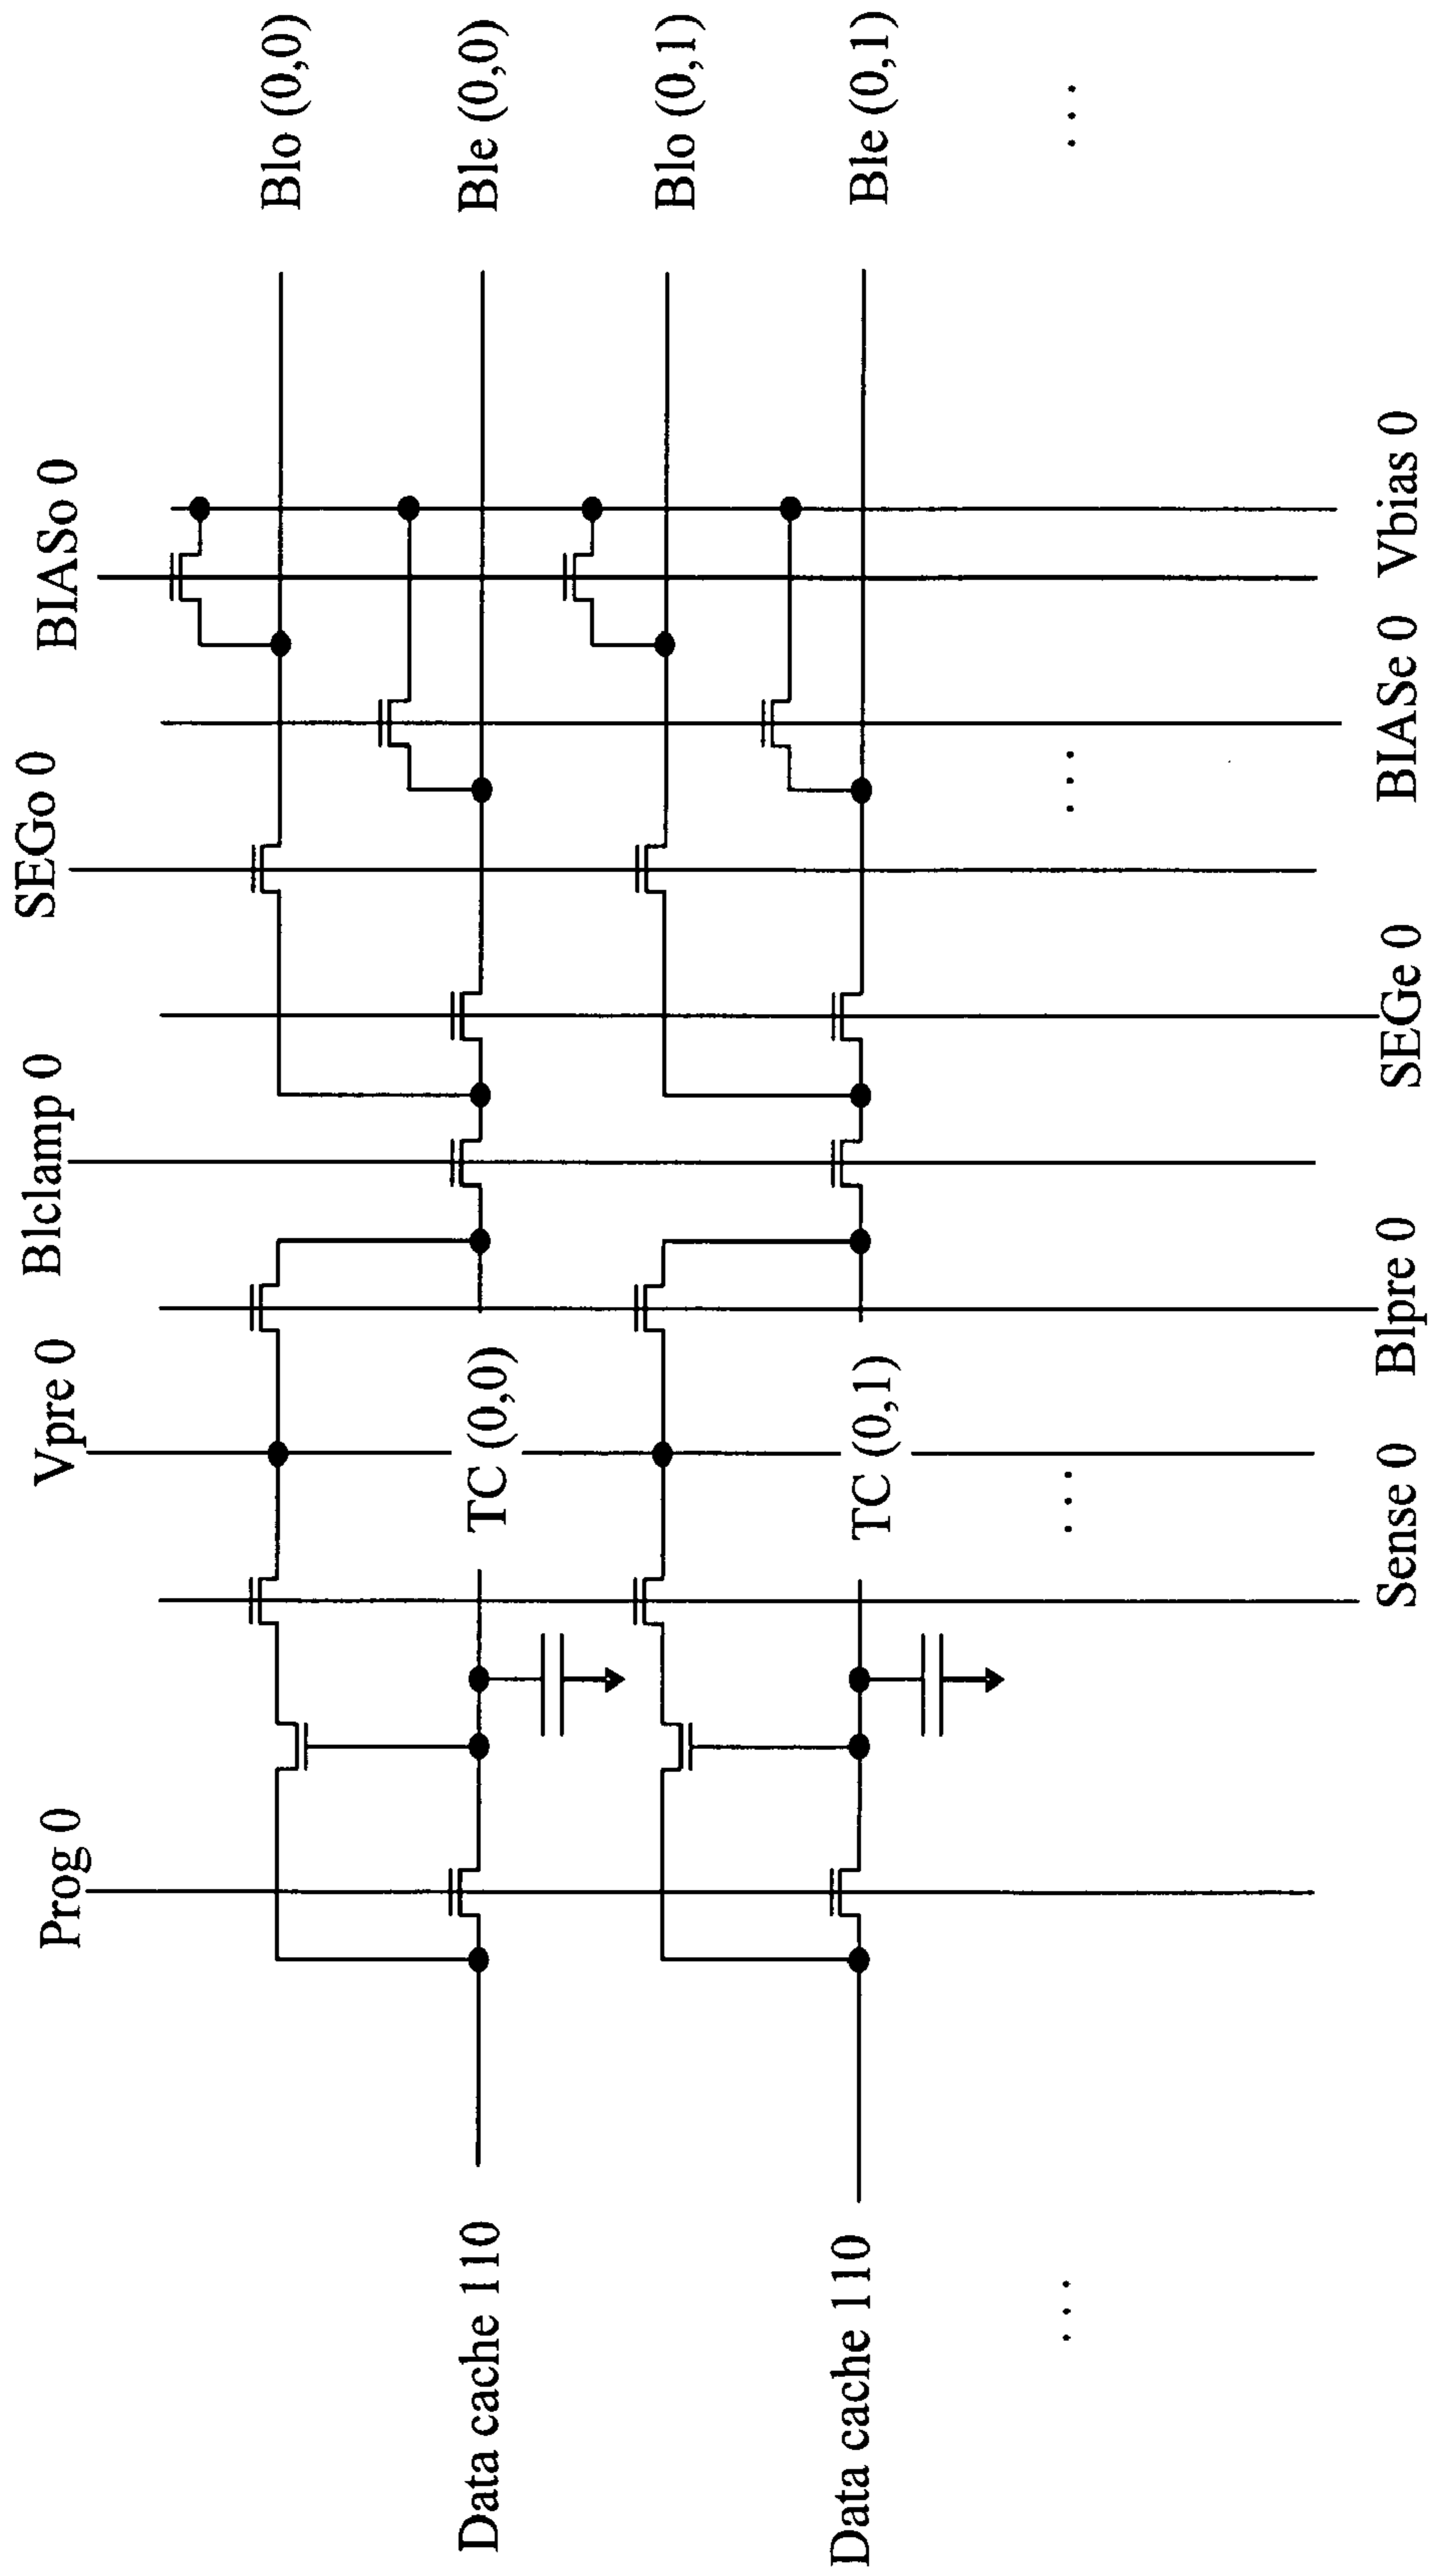 Blo (0,0)
Ble (0,0)
Blo (0,1)
Ble (0,1)
...
BIASo 0
Vbias 0
BIASe 0
...
SEGo 0
SEGe 0
Blclamp 0
Blpre 0
Vpre 0
TC (0,0)
TC (0,1)
...
Sense 0
Prog 0
Data cache 110
Data cache 110
...